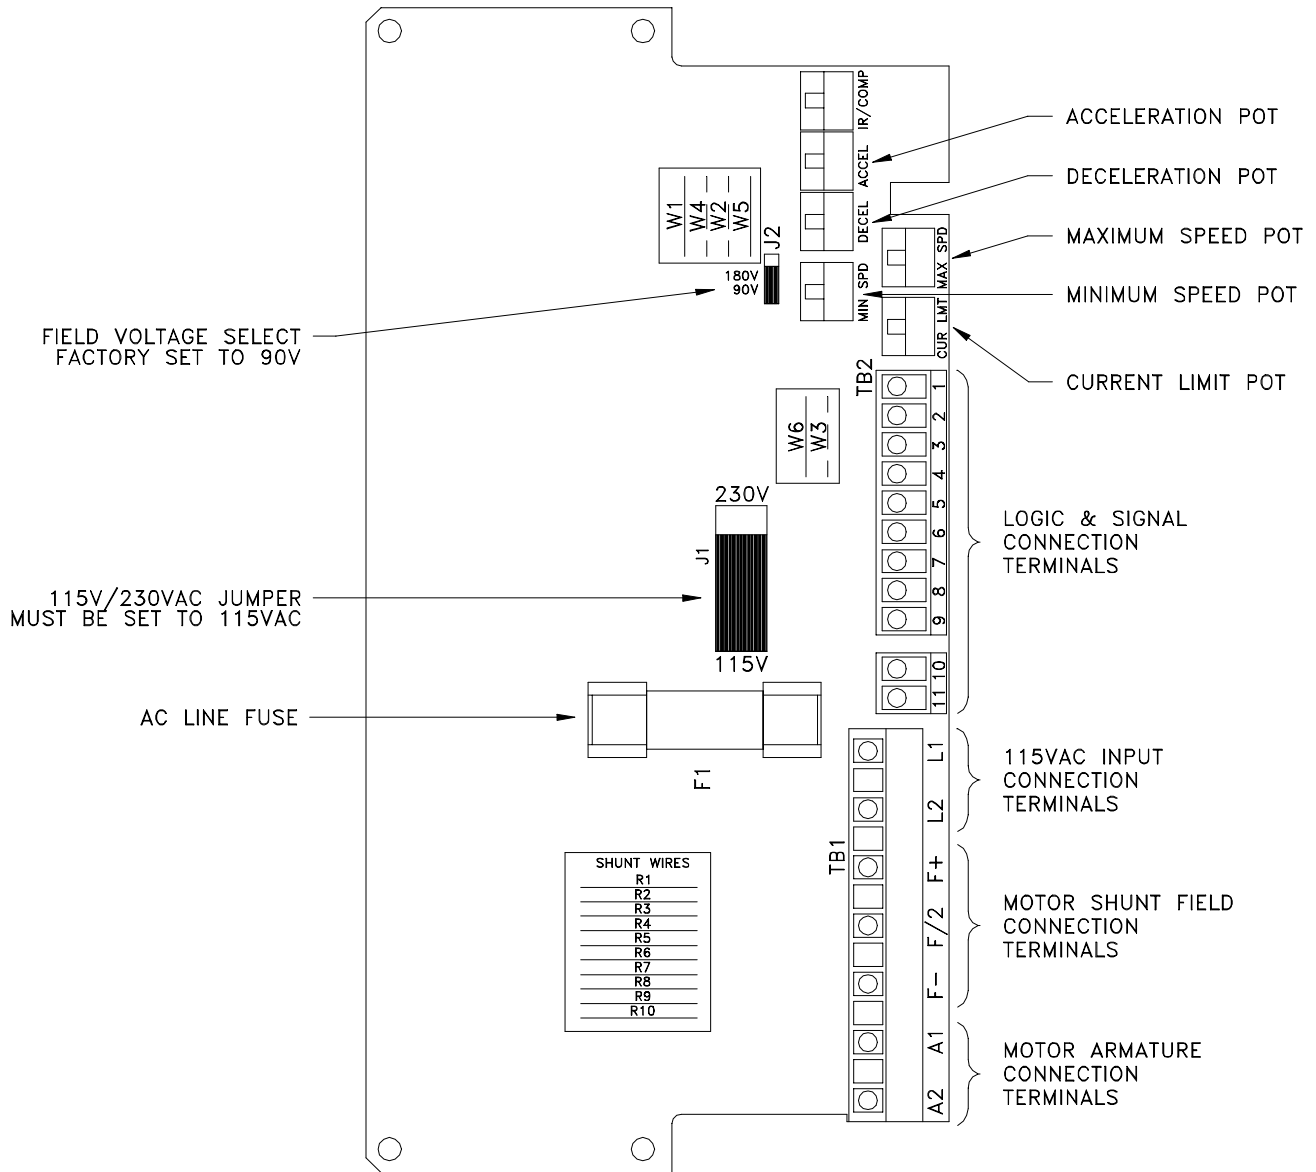 IR/COMP
ACCEL
DECEL
MIN SPD
MAX SPD
CUR LMT
ACCELERATION POT
DECELERATION POT
MAXIMUM SPEED POT
MINIMUM SPEED POT
CURRENT LIMIT POT
W1
W4
W2
W5
J2
180V
90V
FIELD VOLTAGE SELECT
FACTORY SET TO 90V
TB2
1
2
3
4
5
6
7
8
9
10
11
W6
W3
LOGIC & SIGNAL
CONNECTION
TERMINALS
230V
J1
115V
115V/230VAC JUMPER
MUST BE SET TO 115VAC
AC LINE FUSE
F1
TB1
L1
L2
F+
F/2
F-
A1
A2
115VAC INPUT
CONNECTION
TERMINALS
MOTOR SHUNT FIELD
CONNECTION
TERMINALS
MOTOR ARMATURE
CONNECTION
TERMINALS
SHUNT WIRES
R1
R2
R3
R4
R5
R6
R7
R8
R9
R10